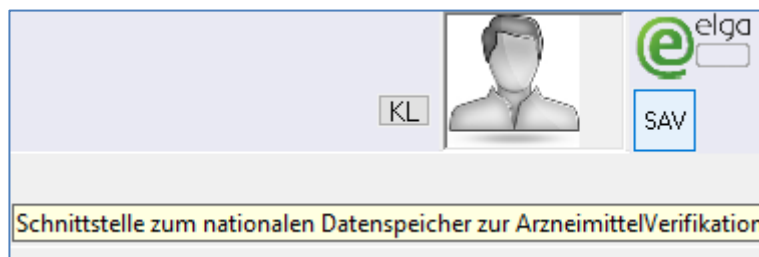 elga
KL
SAV
Schnittstelle zum nationalen Datenspeicher zur ArzneimittelVerifikation